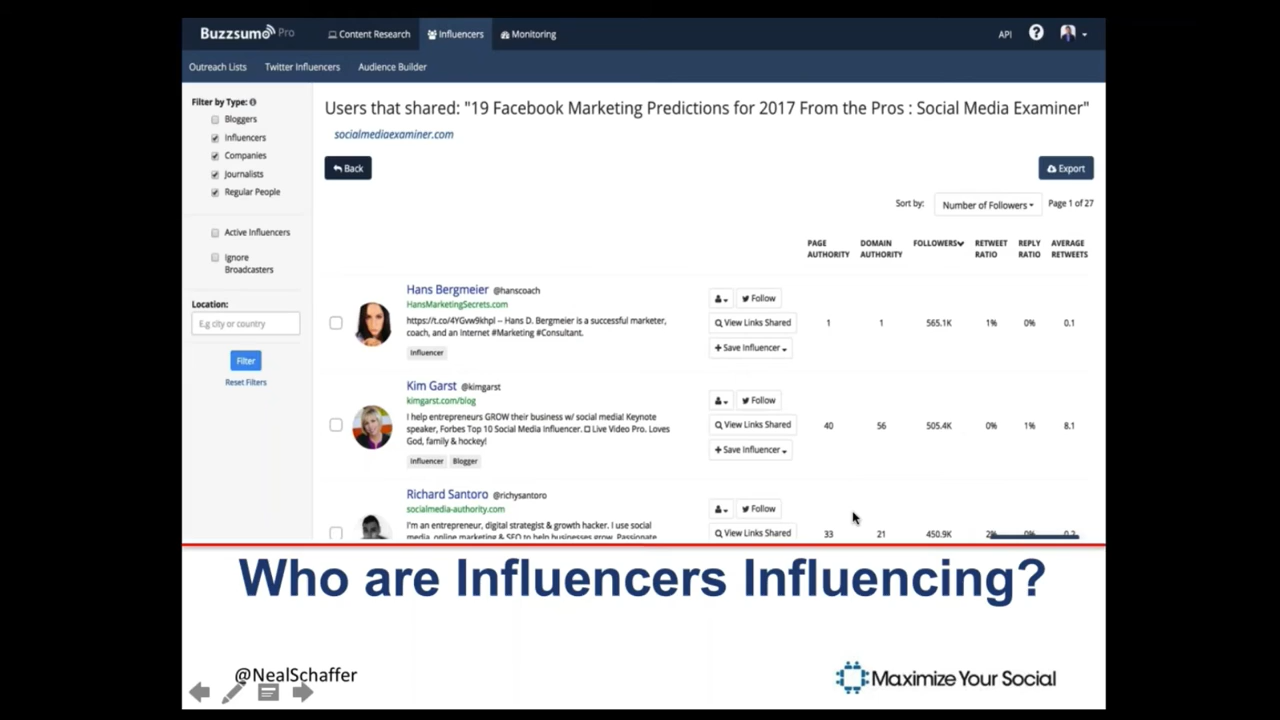 Buzzsumo Pro
Content Research
Influencers
Monitoring
API
?
Outreach Lists
Twitter Influencers
Audience Builder
Filter by Type:
Bloggers
Influencers
Companies
Journalists
Regular People
Active Influencers
Ignore
Broadcasters
Location:
E.g city or country
Filter
Reset Filters
Users that shared: "19 Facebook Marketing Predictions for 2017 From the Pros : Social Media Examiner"
socialmediaexaminer.com
Back
Export
Sort by:
Number of Followers
Page 1 of 27
PAGE AUTHORITY
DOMAIN AUTHORITY
FOLLOWERS
RETWEET RATIO
REPLY RATIO
AVERAGE RETWEETS
Hans Bergmeier @hanscoach
HansMarketingSecrets.com
https://t.co/4YGvw9khpl -- Hans D. Bergmeier is a successful marketer,
coach, and an Internet #Marketing #Consultant.
Influencer
Follow
View Links Shared
Save Influencer
1 1 565.1K 1% 0% 0.1
Kim Garst @kimgarst
kimgarst.com/blog
I help entrepreneurs GROW their business w/ social media! Keynote
speaker, Forbes Top 10 Social Media Influencer. Live Video Pro. Loves
God, family & hockey!
Influencer Blogger
Follow
View Links Shared
Save Influencer
40 56 505.4K 0% 1% 8.1
Richard Santoro @richysantoro
socialmedia-authority.com
I'm an entrepreneur, digital strategist & growth hacker. I use social
media, online marketing & SEO to help businesses grow. Passionate
Follow
View Links Shared
33 21 450.9K
Who are Influencers Influencing?
@NealSchaffer
Maximize Your Social